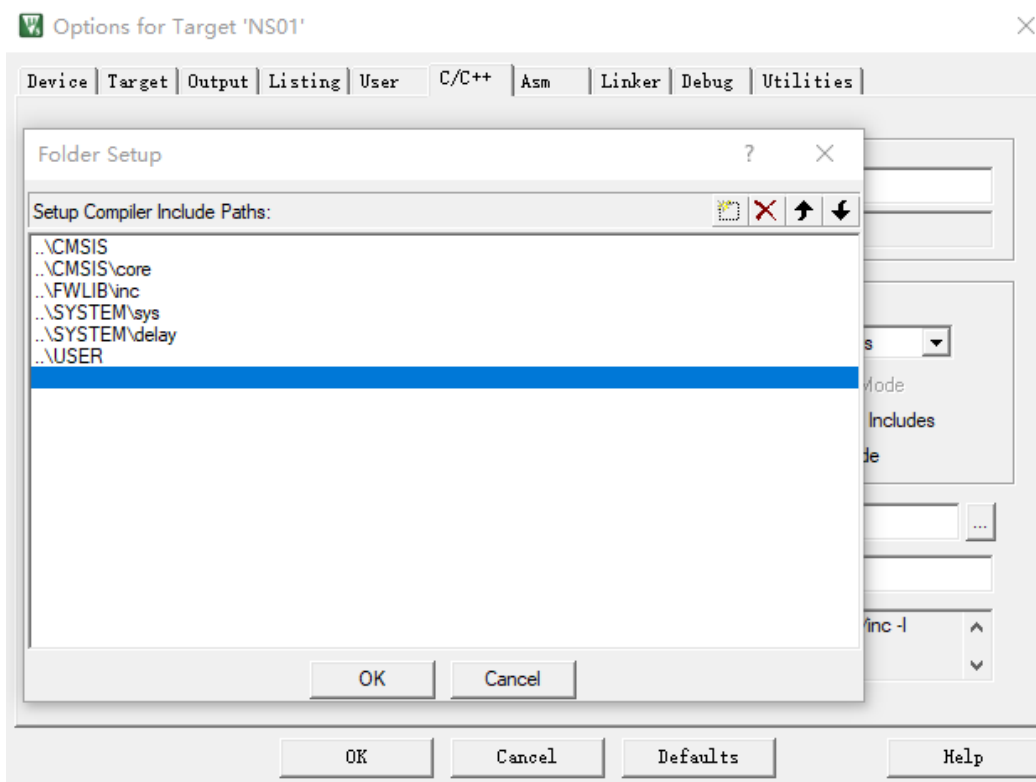 Options for Target 'NS01'
Device Target Output Listing User C/C++ Asm Linker Debug Utilities
Folder Setup
?
Setup Compiler Include Paths:
..\CMSIS
..\CMSIS\core
..\FWLIB\inc
..\SYSTEM\sys
..\SYSTEM\delay
..\USER
s
Mode
Includes
de
...
/inc -I
OK Cancel
OK Cancel Defaults Help